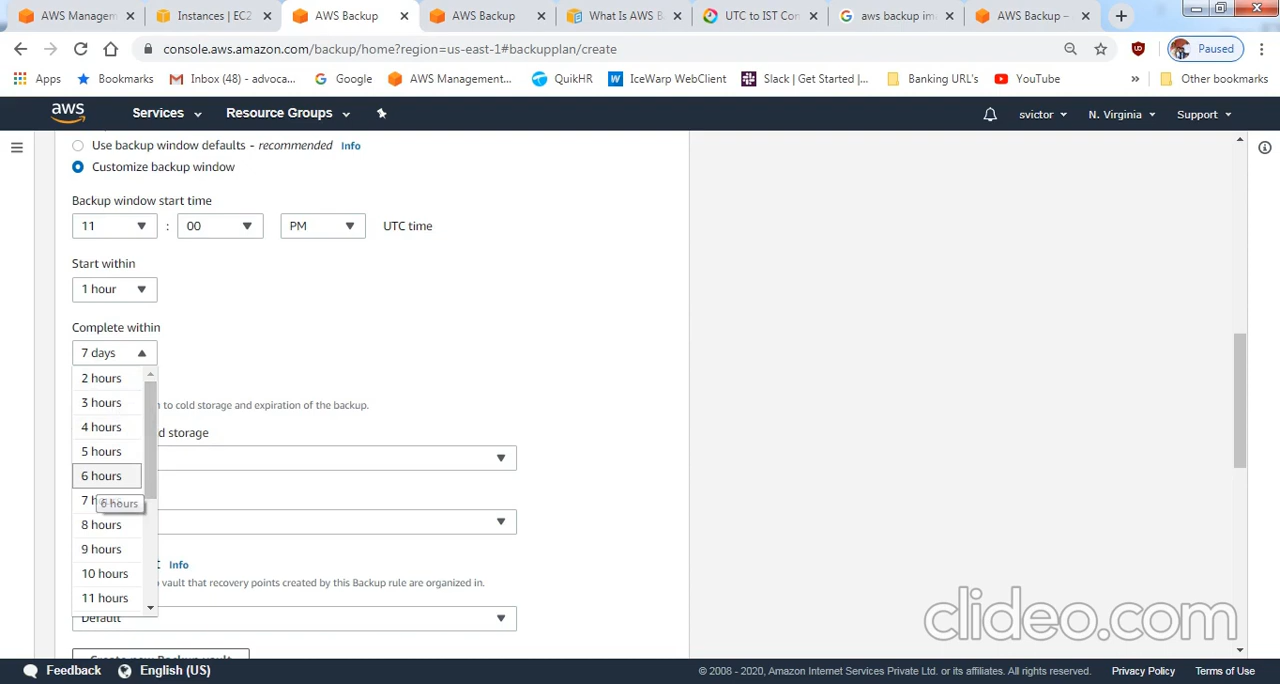 AWS Managem
Instances | EC2
AWS Backup
AWS Backup
What Is AWS B
UTC to IST Con
aws backup im
AWS Backup –
console.aws.amazon.com/backup/home?region=us-east-1#backupplan/create
Paused
Apps
Bookmarks
Inbox (48) - advoca...
Google
AWS Management...
QuikHR
IceWarp WebClient
Slack | Get Started |...
Banking URL's
YouTube
»
Other bookmarks
aws
Services
Resource Groups
svictor
N. Virginia
Support
Use backup window defaults - recommended Info
Customize backup window
Backup window start time
11 : 00 PM UTC time
Start within
1 hour
Complete within
7 days
2 hours
3 hours
n to cold storage and expiration of the backup.
4 hours
d storage
5 hours
6 hours
7 h
6 hours
8 hours
9 hours
Info
10 hours
vault that recovery points created by this Backup rule are organized in.
11 hours
Default
Create new Backup vault
clideo.com
Feedback
English (US)
© 2008 - 2020, Amazon Internet Services Private Ltd. or its affiliates. All rights reserved.
Privacy Policy
Terms of Use